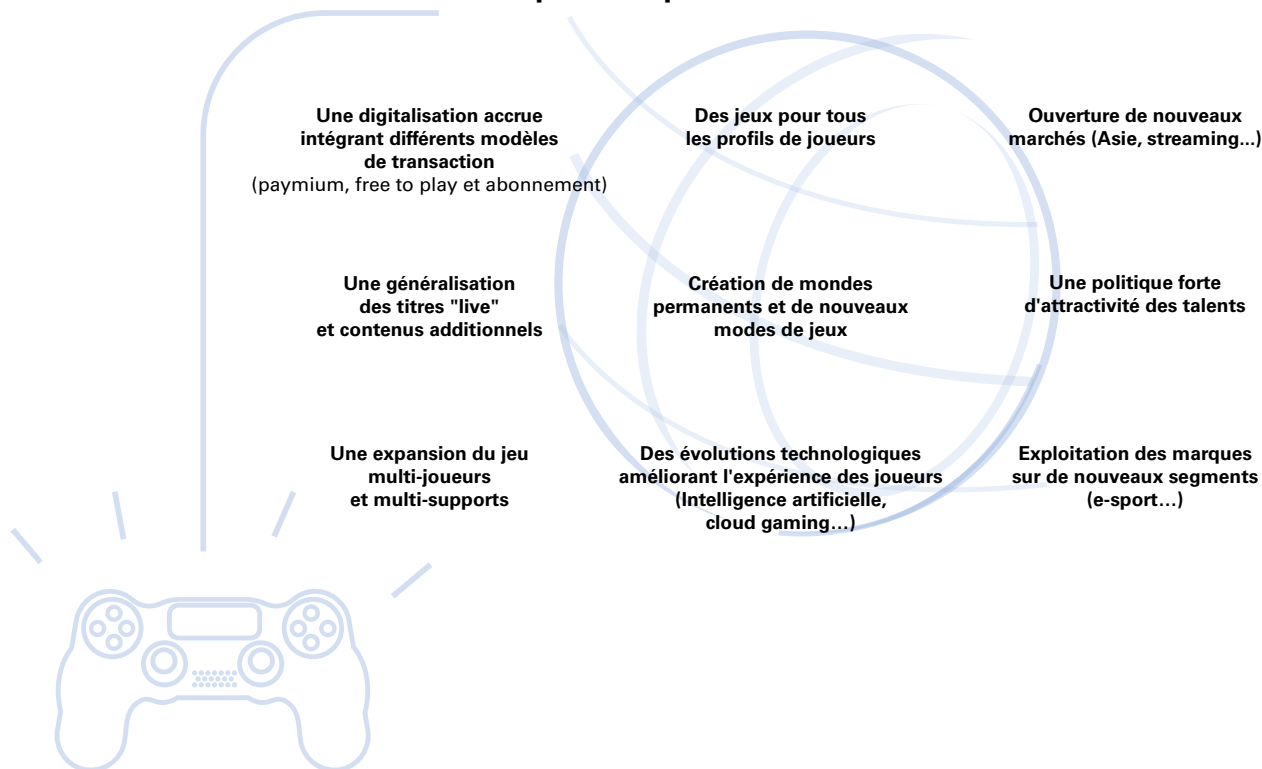 Une digitalisation accrue
intégrant différents modèles
de transaction
(paymium, free to play et abonnement)
Des jeux pour tous
les profils de joueurs
Ouverture de nouveaux
marchés (Asie, streaming...)
Une généralisation
des titres "live"
et contenus additionnels
Création de mondes
permanents et de nouveaux
modes de jeux
Une politique forte
d'attractivité des talents
Une expansion du jeu
multi-joueurs
et multi-supports
Des évolutions technologiques
améliorant l'expérience des joueurs
(Intelligence artificielle,
cloud gaming…)
Exploitation des marques
sur de nouveaux segments
(e-sport…)